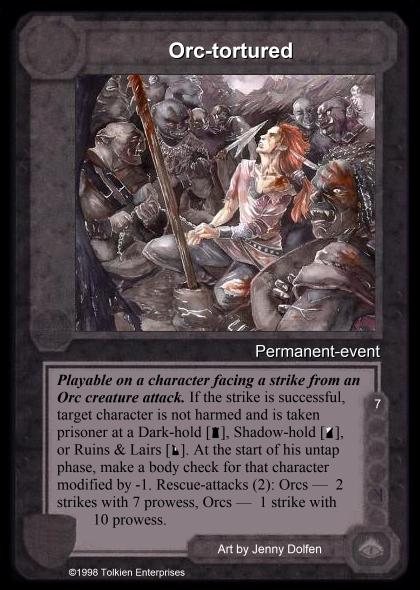 Orc-tortured
Permanent-event
Playable on a character facing a strike from an
Orc creature attack. If the strike is successful,
target character is not harmed and is taken
prisoner at a Dark-hold [], Shadow-hold [],
or Ruins & Lairs []. At the start of his untap
phase, make a body check for that character
modified by -1. Rescue-attacks (2): Orcs — 2
strikes with 7 prowess, Orcs — 1 strike with
10 prowess.
7
Art by Jenny Dolfen
©1998 Tolkien Enterprises